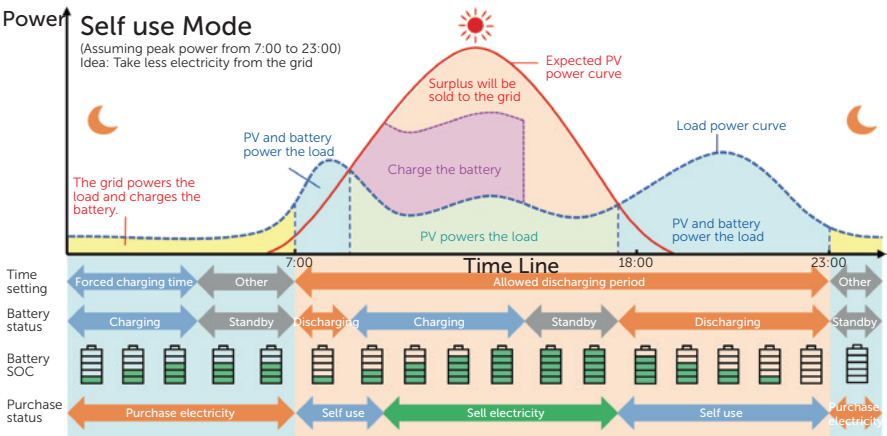 Power
Self use Mode
(Assuming peak power from 7:00 to 23:00)
Idea: Take less electricity from the grid
Expected PV
power curve
Surplus will be
sold to the grid
Load power curve
PV and battery
power the load
Charge the battery
The grid powers the
load and charges the
battery.
PV powers the load
PV and battery
power the load
7:00
Time Line
18:00
23:00
Time
setting
Forced charging time
Other
Allowed discharging period
Other
Battery
status
Charging
Standby
Discharging
Charging
Standby
Discharging
Standby
Battery
SOC
Purchase
status
Purchase electricity
Self use
Sell electricity
Self use
Purchase
electricity